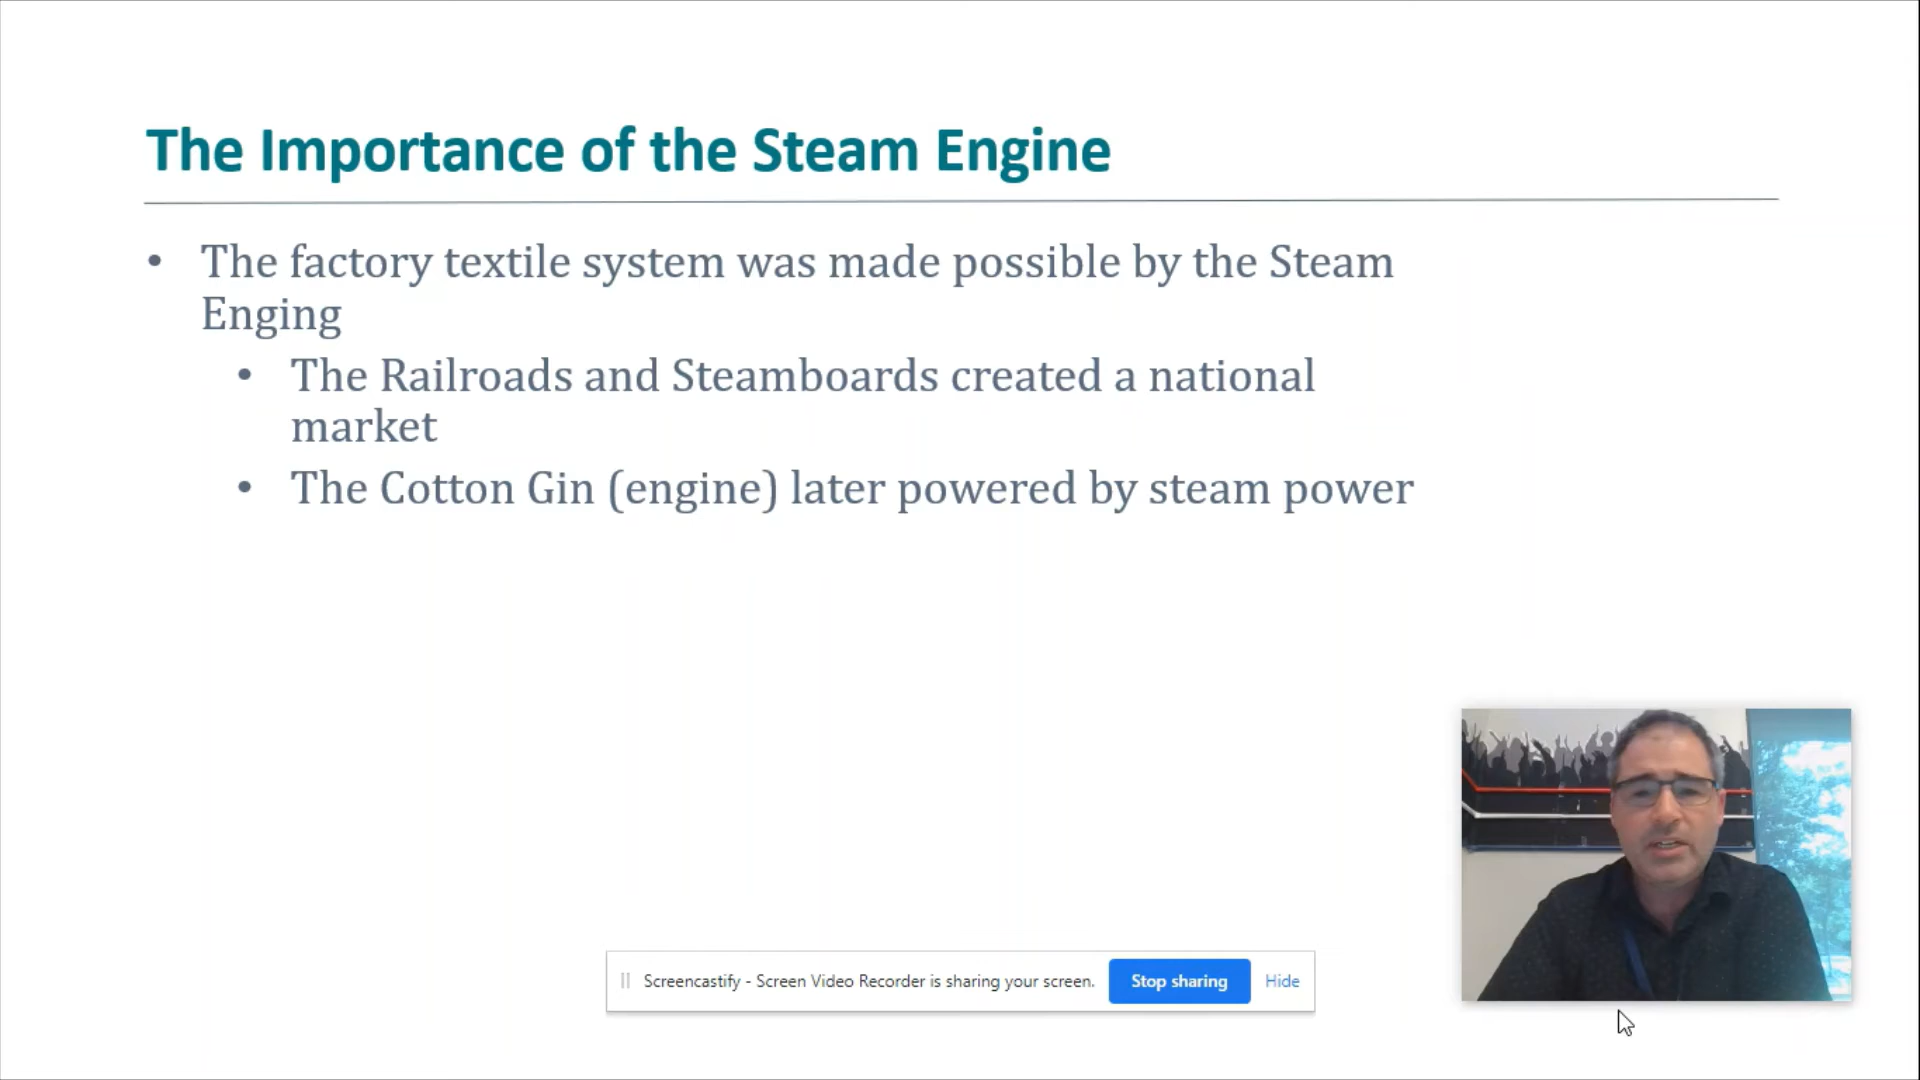 The Importance of the Steam Engine
• The factory textile system was made possible by the Steam
Enging
• The Railroads and Steamboards created a national
market
• The Cotton Gin (engine) later powered by steam power
Screencastify - Screen Video Recorder is sharing your screen. Stop sharing Hide